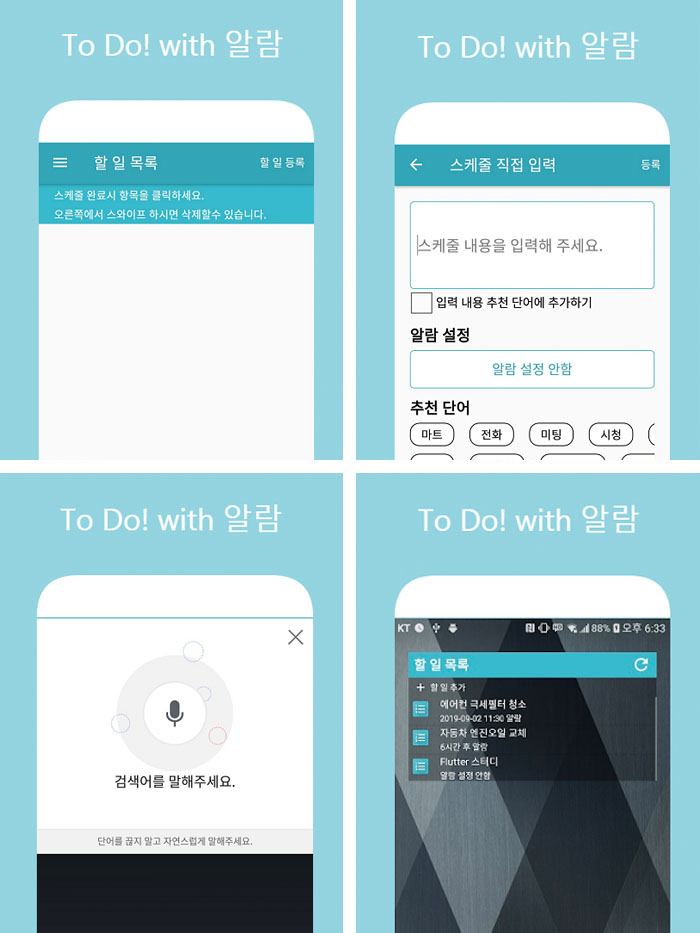 To Do! with 알람
할 일 목록
할 일 등록
스케줄 완료시 항목을 클릭하세요.
오른쪽에서 스와이프 하시면 삭제할수 있습니다.
To Do! with 알람
스케줄 직접 입력
등록
스케줄 내용을 입력해 주세요.
입력 내용 추천 단어에 추가하기
알람 설정
알람 설정 안함
추천 단어
마트
전화
미팅
시청
To Do! with 알람
검색어를 말해주세요.
단어를 끊지 말고 자연스럽게 말해주세요.
To Do! with 알람
KT
88% 오후 6:33
할 일 목록
+ 할 일 추가
에어컨 극세필터 청소
2019-09-02 11:30 알람
자동차 엔진오일 교체
6시간 후 알람
Flutter 스터디
알람 설정 안함